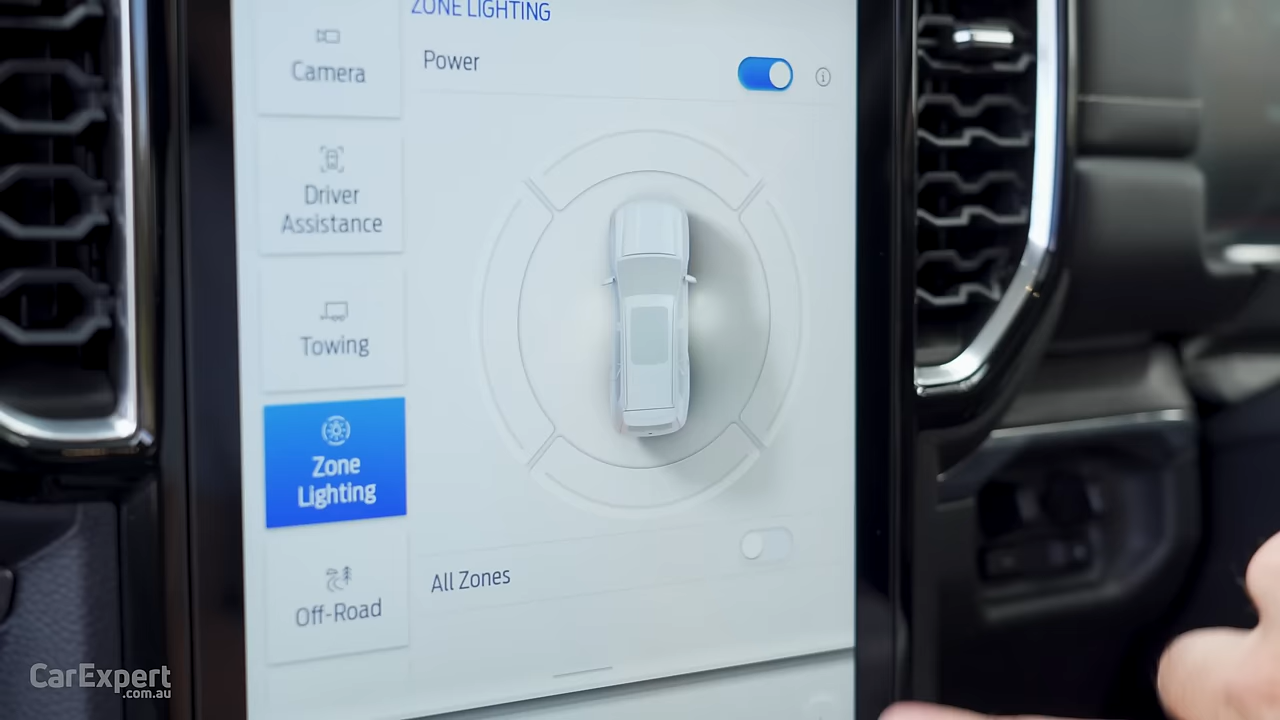 ZONE LIGHTING
Camera
Power
Driver
Assistance
Towing
Zone
Lighting
All Zones
Off-Road
CarExpert
.com.au